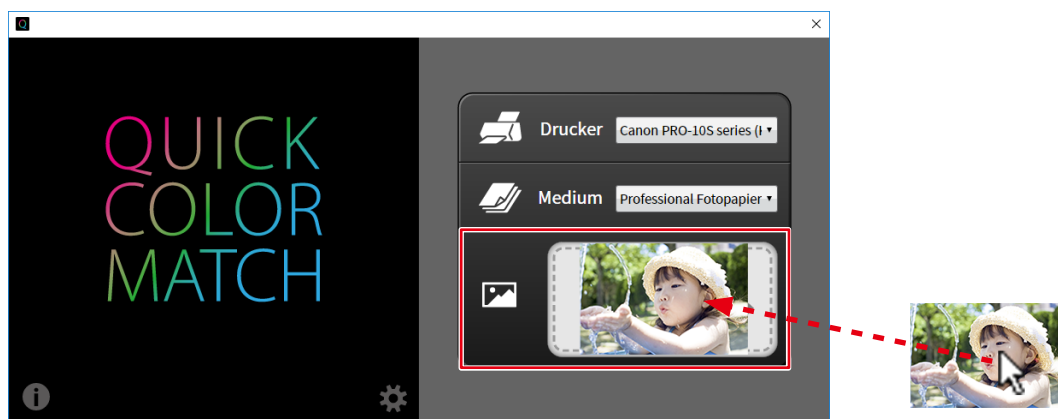 Q
QUICK
COLOR
MATCH
Drucker Canon PRO-10S series (
Medium Professional Fotopapier